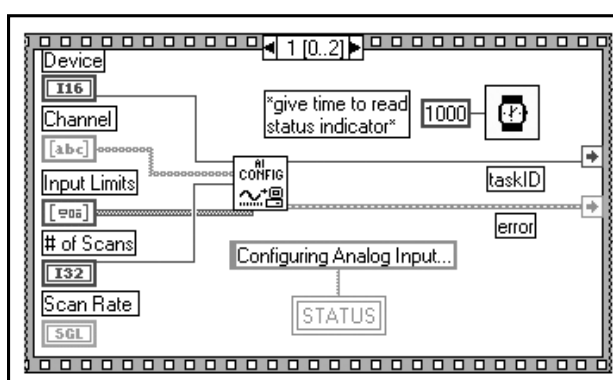 1 [0..2]
Device
I16
*give time to read
status indicator*
1000
Channel
[abc]
AI
CONFIG
taskID
Input Limits
error
# of Scans
Configuring Analog Input...
I32
Scan Rate
STATUS
SGL